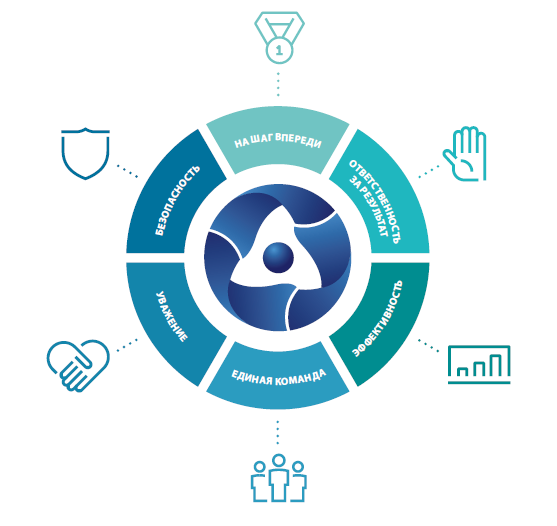 1
НА ШАГ ВПЕРЕДИ
ОТВЕТСТВЕННОСТЬ
ЗА РЕЗУЛЬТАТ
ЭФФЕКТИВНОСТЬ
ЕДИНАЯ КОМАНДА
УВАЖЕНИЕ
БЕЗОПАСНОСТЬ